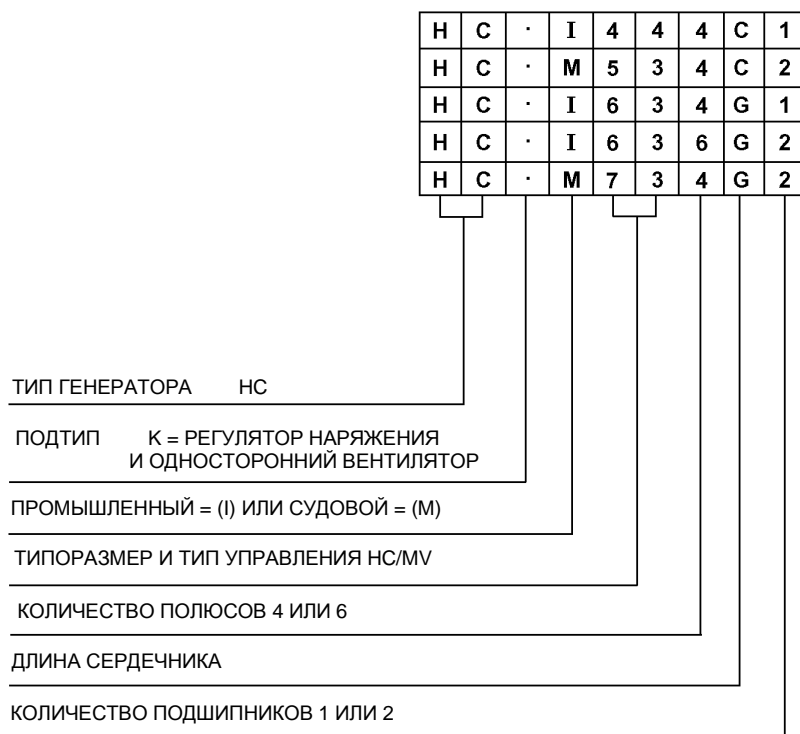 H C · I 4 4 4 C 1
H C · M 5 3 4 C 2
H C · I 6 3 4 G 1
H C · I 6 3 6 G 2
H C · M 7 3 4 G 2
ТИП ГЕНЕРАТОРА HC
ПОДТИП K = РЕГУЛЯТОР НАРЯЖЕНИЯ
И ОДНОСТОРОННИЙ ВЕНТИЛЯТОР
ПРОМЫШЛЕННЫЙ = (I) ИЛИ СУДОВОЙ = (M)
ТИПОРАЗМЕР И ТИП УПРАВЛЕНИЯ HC/MV
КОЛИЧЕСТВО ПОЛЮСОВ 4 ИЛИ 6
ДЛИНА СЕРДЕЧНИКА
КОЛИЧЕСТВО ПОДШИПНИКОВ 1 ИЛИ 2